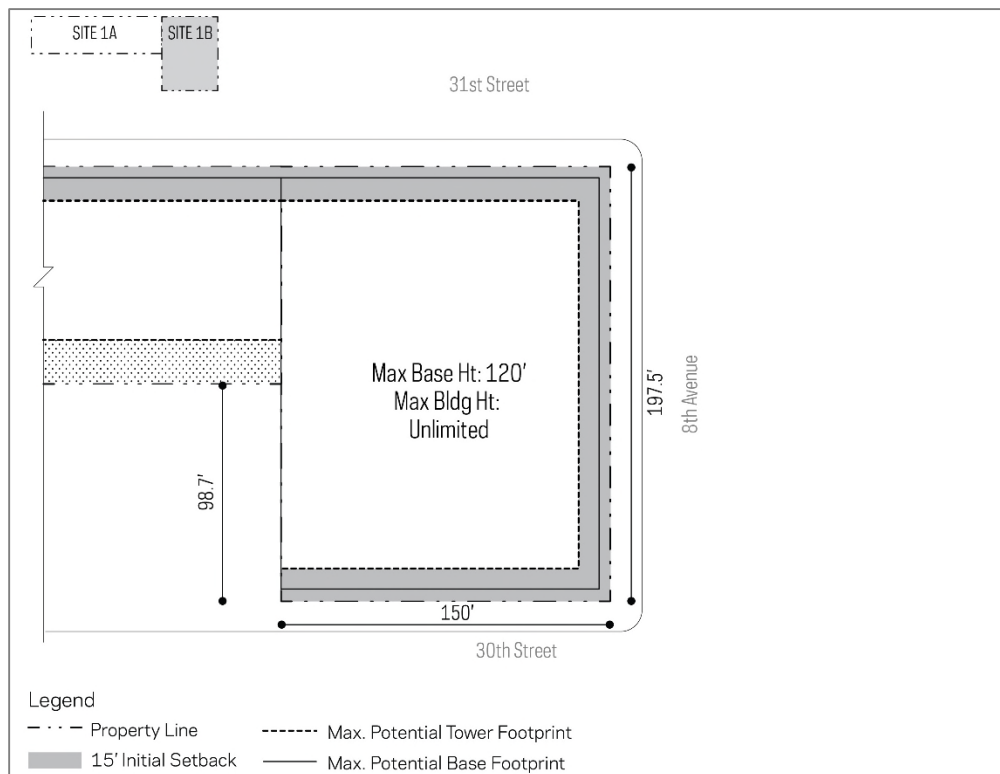 SITE 1A
SITE 1B
31st Street
Max Base Ht: 120'
Max Bldg Ht:
Unlimited
197.5'
8th Avenue
98.7'
150'
30th Street
Legend
Property Line
Max. Potential Tower Footprint
15' Initial Setback
Max. Potential Base Footprint